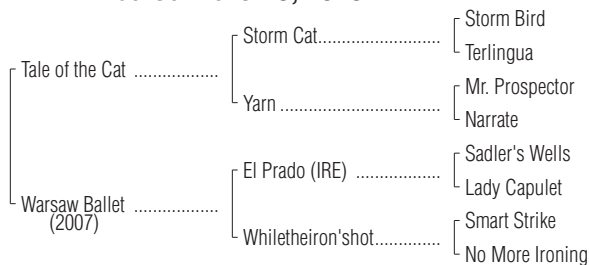 Storm Bird
Storm Cat........................
Terlingua
Tale of the Cat .................
Mr. Prospector
Yarn ................................
Narrate
Sadler's Wells
El Prado (IRE) .................
Lady Capulet
Warsaw Ballet .................
(2007)
Smart Strike
Whiletheiron'shot.............
No More Ironing